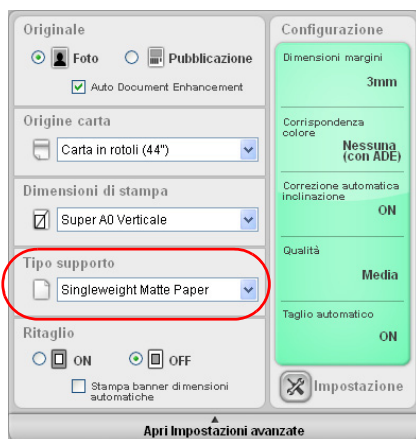 Originale
Foto
Pubblicazione
Auto Document Enhancement
Origine carta
Carta in rotoli (44")
Dimensioni di stampa
Super A0 Verticale
Tipo supporto
Singleweight Matte Paper
Ritaglio
ON
OFF
Stampa banner dimensioni
automatiche
Configurazione
Dimensioni margini
3mm
Corrispondenza
colore
Nessuna
(con ADE)
Correzione automatica
inclinazione
ON
Qualità
Media
Taglio automatico
ON
Impostazione
Apri Impostazioni avanzate